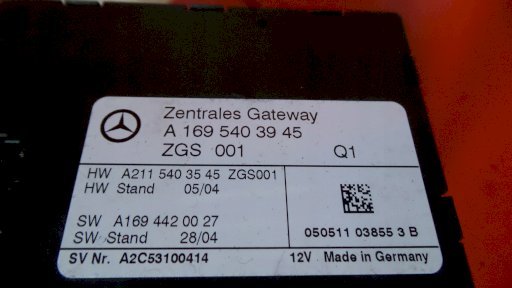 Zentrales Gateway
A 169 540 39 45
ZGS 001 Q1
HW A211 540 35 45 ZGS001
HW Stand 05/04
SW A169 442 00 27
SW Stand 28/04
050511 03855 3 B
SV Nr. A2C53100414 12V Made in Germany